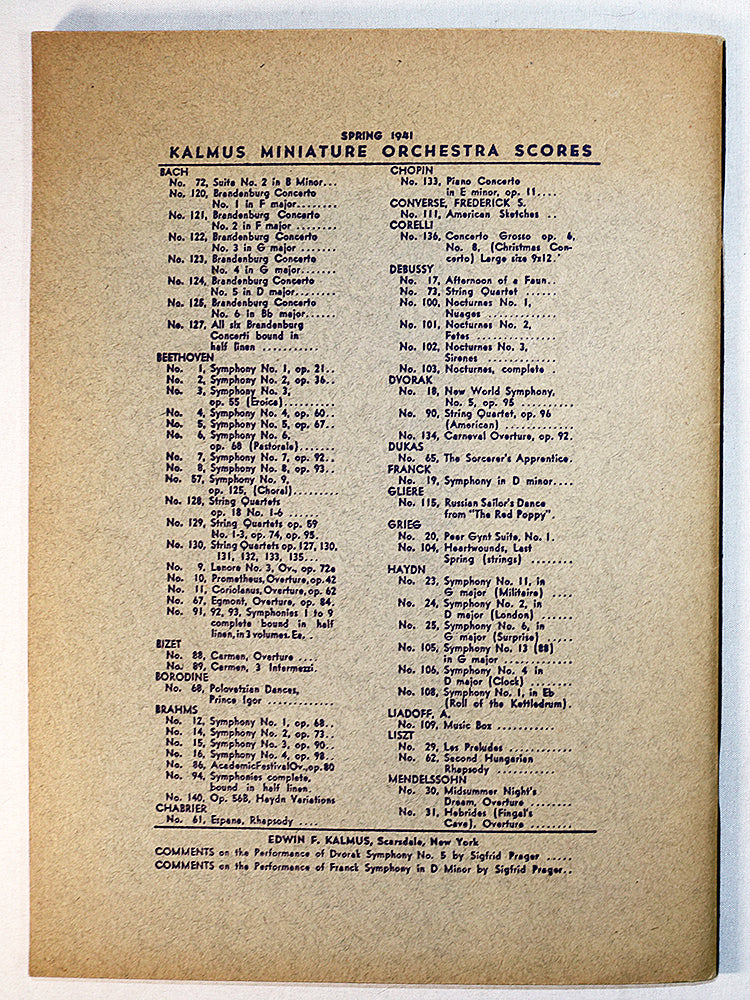 SPRING 1941
KALMUS MINIATURE ORCHESTRA SCORES
BACH
No. 72, Suite No. 2 in B Minor...
No. 120, Brandenburg Concerto
No. 1 in F major........
No. 121, Brandenburg Concerto
No. 2 in F major ........
No. 122, Brandenburg Concerto
No. 3 in G major .......
No. 123, Brandenburg Concerto
No. 4 in G major.......
No. 124, Brandenburg Concerto
No. 5 in D major........
No. 125, Brandenburg Concerto
No. 6 in Bb major......
No. 127, All six Brandenburg
Concerti bound in
half linen ...........
BEETHOVEN
No. 1, Symphony No. 1, op. 21..
No. 2, Symphony No. 2, op. 36..
No. 3, Symphony No. 3,
op. 55 (Eroica)..........
No. 4, Symphony No. 4, op. 60..
No. 5, Symphony No. 5, op. 67..
No. 6, Symphony No. 6,
op. 68 (Pastorale).......
No. 7, Symphony No. 7, op. 92..
No. 8, Symphony No. 8, op. 93..
No. 57, Symphony No. 9,
op. 125, (Choral).........
No. 128, String Quartets
op. 18 No. 1-6 ......
No. 129, String Quartets op. 59
No. 1-3, op. 74, op. 95.
No. 130, String Quartets op. 127, 130,
131, 132, 133, 135...
No. 9, Lenore No. 3, Ov., op. 72a
No. 10, Prometheus, Overture, op. 42
No. 11, Coriolanus, Overture, op. 62
No. 67, Egmont, Overture, op. 84.
No. 91, 92, 93, Symphonies 1 to 9
complete bound in half
linen, in 3 volumes. Ea. .
BIZET
No. 88, Carmen, Overture ....
No. 89, Carmen, 3 Intermezzi.
BORODINE
No. 68, Polovetzian Dances,
Prince Igor .............
BRAHMS
No. 12, Symphony No. 1, op. 68..
No. 14, Symphony No. 2, op. 73..
No. 15, Symphony No. 3, op. 90..
No. 16, Symphony No. 4, op. 98..
No. 86, Academic Festival Ov., op. 80
No. 94, Symphonies complete,
bound in half linen.
No. 140, Op. 56B, Haydn Variations
CHABRIER
No. 61, Espana, Rhapsody ....
CHOPIN
No. 133, Piano Concerto
in E minor, op. 11....
CONVERSE, FREDERICK S.
No. 111, American Sketches ..
CORELLI
No. 136, Concerto Grosso op. 6,
No. 8, (Christmas Con-
certo) Large size 9x12.
DEBUSSY
No. 17, Afternoon of a Faun..
No. 73, String Quartet ......
No. 100, Nocturnes No. 1,
Nuages .............
No. 101, Nocturnes No. 2,
Fetes ...............
No. 102, Nocturnes No. 3,
Sirenes .............
No. 103, Nocturnes, complete .
DVORAK
No. 18, New World Symphony,
No. 5, op. 95 ..........
No. 90, String Quartet, op. 96
(American) .............
No. 134, Carneval Overture, op. 92.
DUKAS
No. 65, The Sorcerer's Apprentice.
FRANCK
No. 19, Symphony in D minor....
GLIERE
No. 115, Russian Sailor's Dance
from "The Red Poppy".
GRIEG
No. 20, Peer Gynt Suite, No. 1.
No. 104, Heartwounds, Last
Spring (strings) ........
HAYDN
No. 23, Symphony No. 11, in
G major (Militaire) ....
No. 24, Symphony No. 2, in
D major (London) ......
No. 25, Symphony No. 6, in
G major (Surprise) .....
No. 105, Symphony No. 13 (88)
in G major ............
No. 106, Symphony No. 4 in
D major (Clock) ........
No. 108, Symphony No. 1, in Eb
(Roll of the Kettledrum).
LIADOFF, A.
No. 109, Music Box ...........
LISZT
No. 29, Les Preludes ...........
No. 62, Second Hungarian
Rhapsody ............
MENDELSSOHN
No. 30, Midsummer Night's
Dream, Overture ........
No. 31, Hebrides (Fingal's
Cave), Overture ........
EDWIN F. KALMUS, Scarsdale, New York
COMMENTS on the Performance of Dvorak Symphony No. 5 by Sigfrid Prager .....
COMMENTS on the Performance of Franck Symphony in D Minor by Sigfrid Prager..